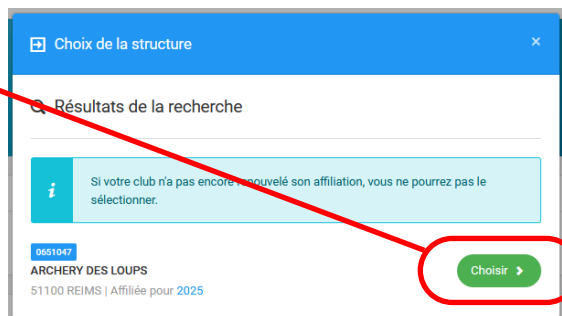 Choix de la structure ×
Résultats de la recherche
i
Si votre club n'a pas encore renouvelé son affiliation, vous ne pourrez pas le
sélectionner.
0651047
ARCHERY DES LOUPS
51100 REIMS | Affiliée pour 2025
Choisir >